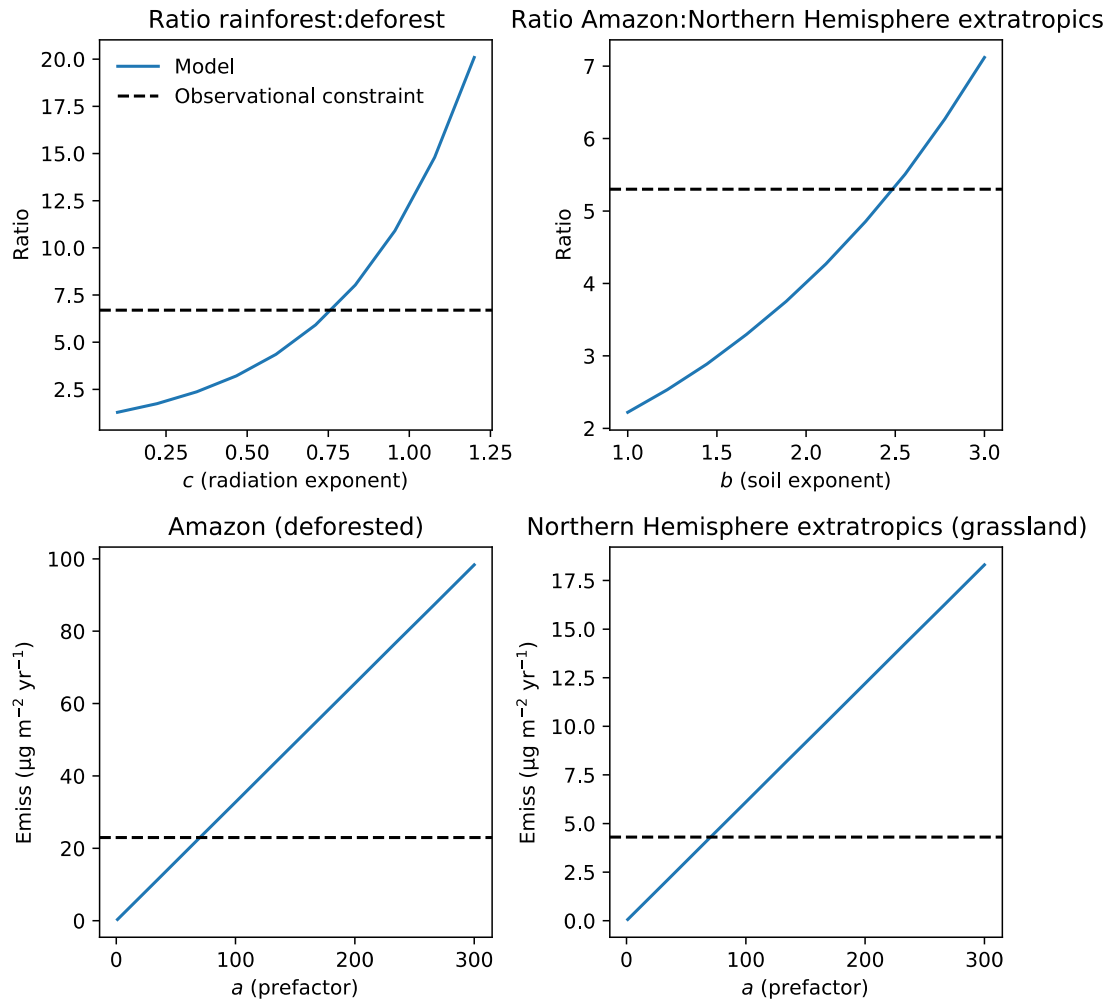 Ratio rainforest:deforest
20.0
17.5
15.0
12.5
10.0
7.5
5.0
2.5
Ratio
Model
Observational constraint
0.25 0.50 0.75 1.00 1.25
c (radiation exponent)
Ratio Amazon:Northern Hemisphere extratropics
7
6
5
4
3
2
Ratio
1.0 1.5 2.0 2.5 3.0
b (soil exponent)
Amazon (deforested)
100
80
60
40
20
0
Emiss (μg m⁻² yr⁻¹)
0 100 200 300
a (prefactor)
Northern Hemisphere extratropics (grassland)
17.5
15.0
12.5
10.0
7.5
5.0
2.5
0.0
Emiss (μg m⁻² yr⁻¹)
0 100 200 300
a (prefactor)